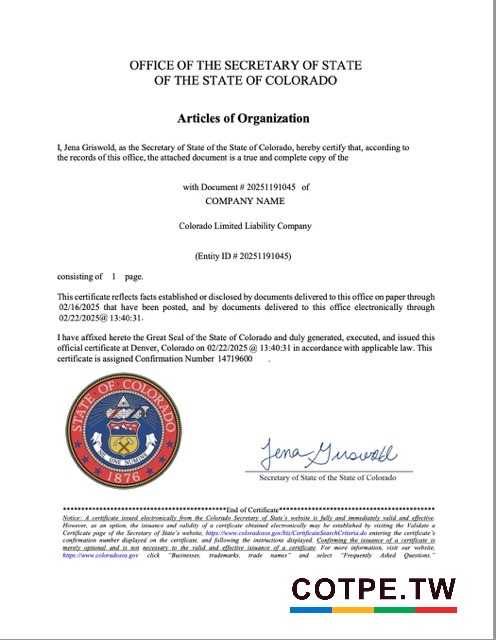 OFFICE OF THE SECRETARY OF STATE
OF THE STATE OF COLORADO
Articles of Organization
I, Jena Griswold, as the Secretary of State of the State of Colorado, hereby certify that, according to
the records of this office, the attached document is a true and complete copy of the
with Document # 20251191045 of
COMPANY NAME
Colorado Limited Liability Company
(Entity ID # 20251191045)
consisting of 1 page.
This certificate reflects facts established or disclosed by documents delivered to this office on paper through
02/16/2025 that have been posted, and by documents delivered to this office electronically through
02/22/2025@ 13:40:31.
I have affixed hereto the Great Seal of the State of Colorado and duly generated, executed, and issued this
official certificate at Denver, Colorado on 02/22/2025 @ 13:40:31 in accordance with applicable law. This
certificate is assigned Confirmation Number 14719600 .
STATE OF COLORADO
NIL SINE NUMINE
1876
Jena Griswold
Secretary of State of the State of Colorado
*******************************************End of Certificate*******************************************
Notice: A certificate issued electronically from the Colorado Secretary of State's website is fully and immediately valid and effective.
However, as an option, the issuance and validity of a certificate obtained electronically may be established by visiting the Validate a
Certificate page of the Secretary of State's website, https://www.coloradosos.gov/biz/CertificateSearchCriteria.do entering the certificate's
confirmation number displayed on the certificate, and following the instructions displayed. Confirming the issuance of a certificate is
merely optional and is not necessary to the valid and effective issuance of a certificate. For more information, visit our website,
https://www.coloradosos.gov click "Businesses, trademarks, trade names" and select "Frequently Asked Questions."
COTPE.TW